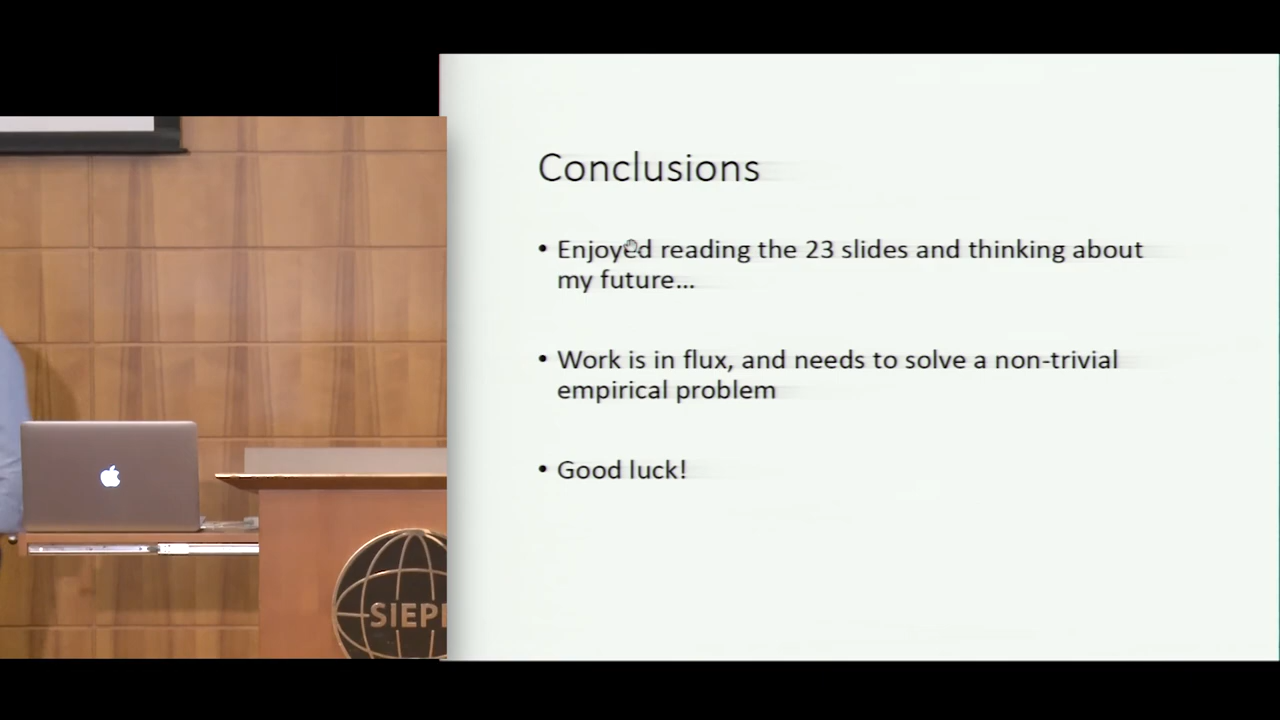 Conclusions
• Enjoyed reading the 23 slides and thinking about
my future...
• Work is in flux, and needs to solve a non-trivial
empirical problem
• Good luck!
SIEP